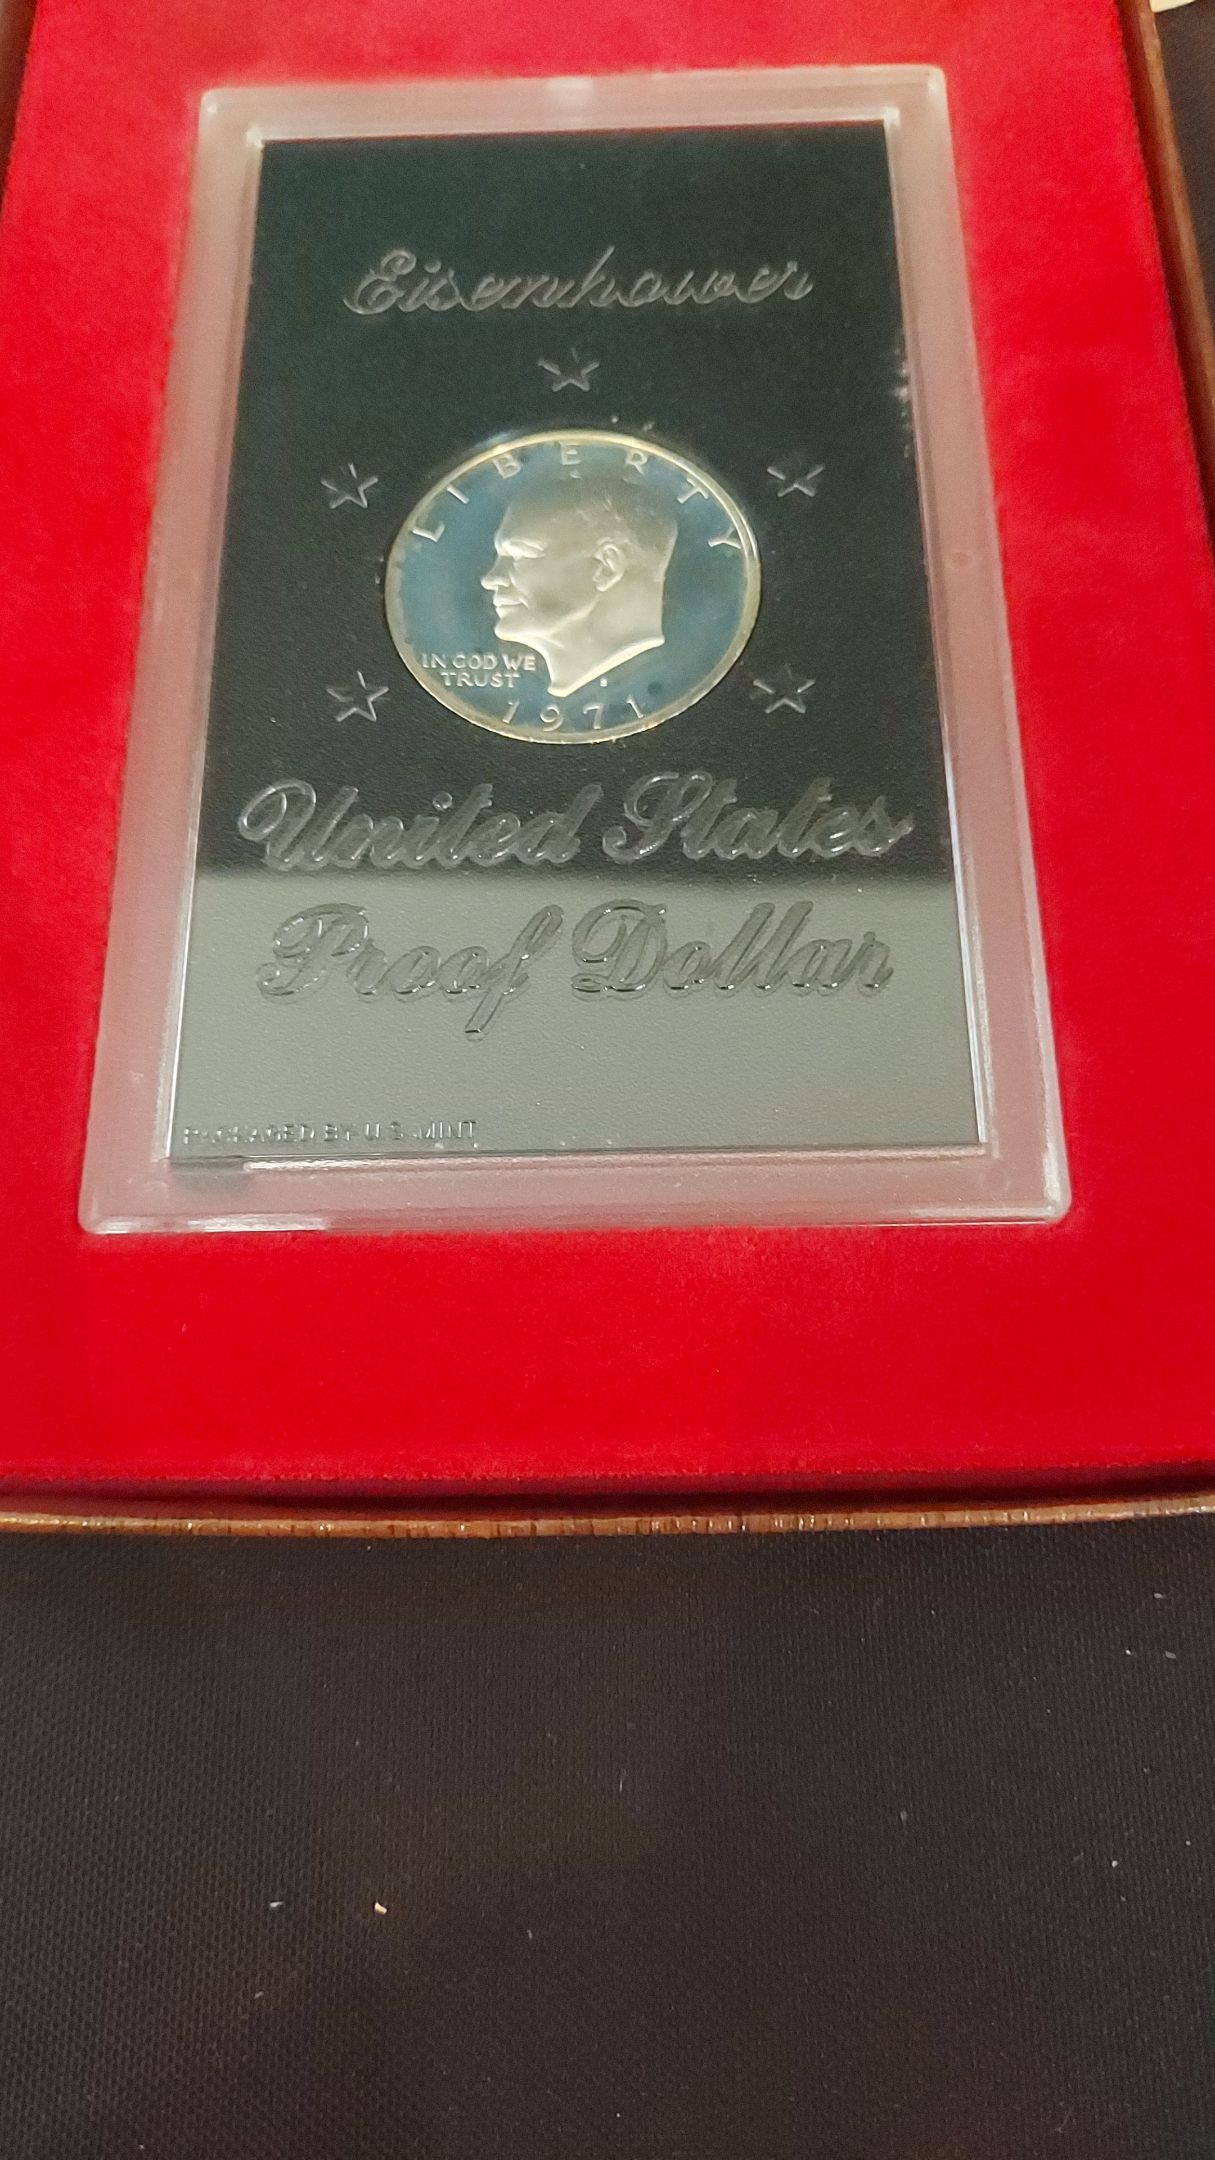 Eisenhower
LIBERTY
IN GOD WE
TRUST
1971
United States
Proof Dollar
PACKAGED BY U.S. MINT